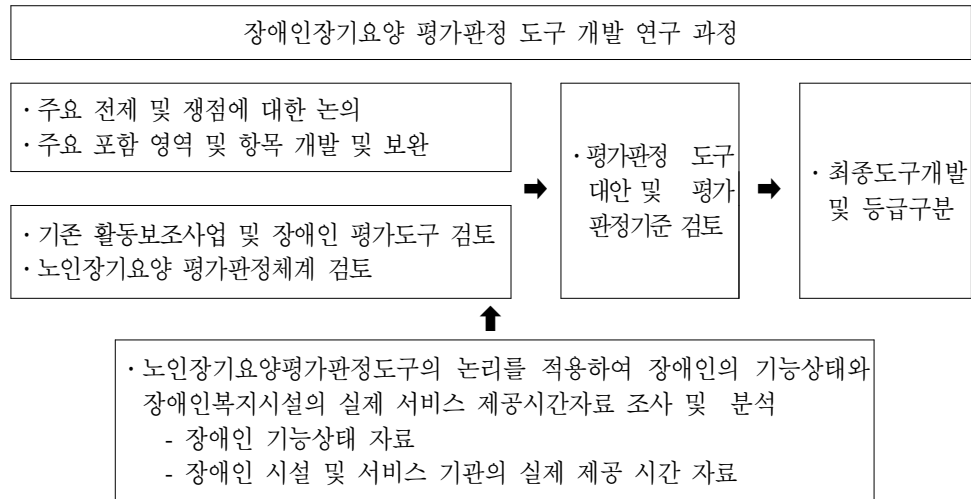 장애인장기요양 평가판정 도구 개발 연구 과정
· 주요 전제 및 쟁점에 대한 논의
· 주요 포함 영역 및 항목 개발 및 보완
· 기존 활동보조사업 및 장애인 평가도구 검토
· 노인장기요양 평가판정체계 검토
· 평가판정 도구
대안 및 평가
판정기준 검토
· 최종도구개발
및 등급구분
· 노인장기요양평가판정도구의 논리를 적용하여 장애인의 기능상태와
장애인복지시설의 실제 서비스 제공시간자료 조사 및 분석
- 장애인 기능상태 자료
- 장애인 시설 및 서비스 기관의 실제 제공 시간 자료